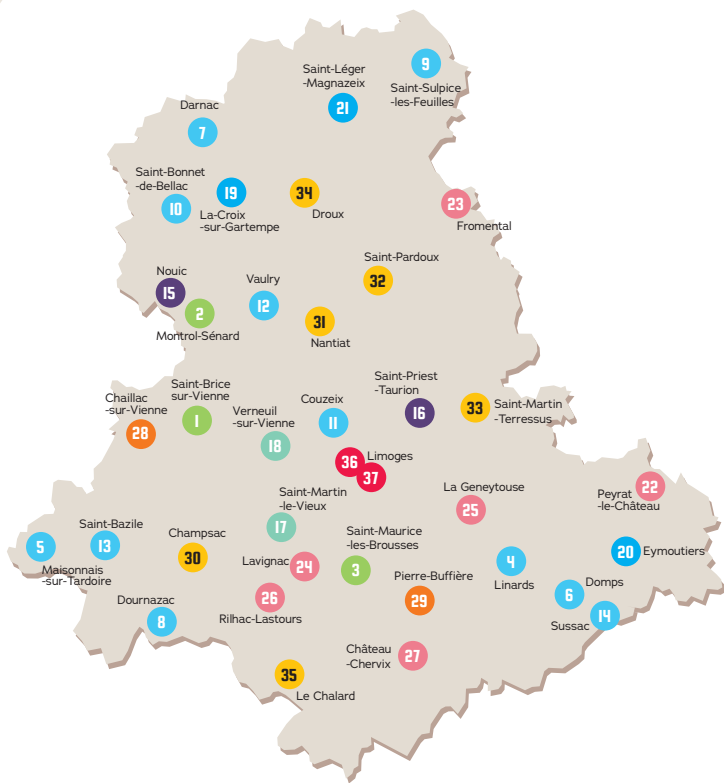 9
Saint-Léger
-Magnazeix
Saint-Sulpice
-les-Feuilles
21
Darnac
7
Saint-Bonnet
-de-Bellac
10
19
La-Croix
-sur-Gartempe
34
Droux
23
Fromental
Saint-Pardoux
32
Nouic
15
Vaulry
12
2
Montrol-Sénard
31
Nantiat
Saint-Priest
-Taurion
16
33
Saint-Martin
-Terressus
Saint-Brice
sur-Vienne
1
Chaillac
-sur-Vienne
28
Verneuil
-sur-Vienne
18
Couzeix
11
Limoges
36
37
La Geneytouse
25
22
Peyrat
-le-Château
Saint-Martin
-le-Vieux
17
Saint-Bazile
13
5
Maisonnais
-sur-Tardoire
Champsac
30
Saint-Maurice
-les-Brousses
3
Lavignac
24
4
Linards
20
Eymoutiers
Pierre-Buffière
29
Domps
6
26
Rilhac-Lastours
Dournazac
8
14
Sussac
Château
-Chervix
27
35
Le Chalard